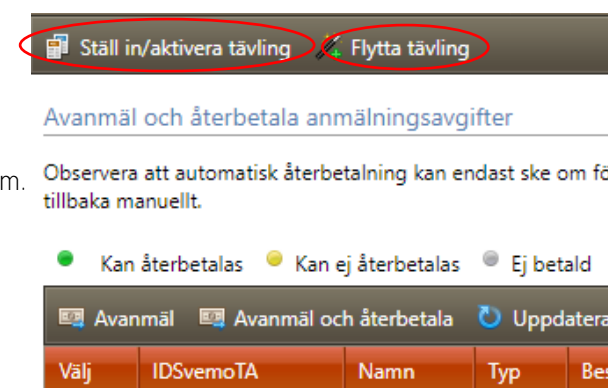 Ställ in/aktivera tävling Flytta tävling
Avanmäl och återbetala anmälningsavgifter
m. Observera att automatisk återbetalning kan endast ske om fö
tillbaka manuellt.
Kan återbetalas Kan ej återbetalas Ej betald
Avanmäl Avanmäl och återbetala Uppdatera
Välj IDSvemoTA Namn Typ Bes